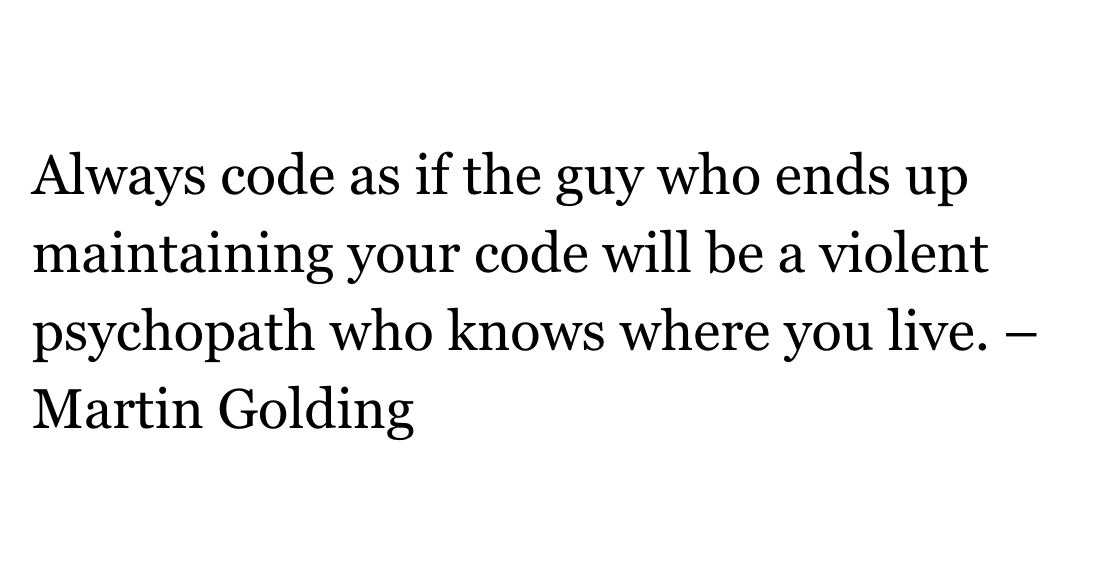 Always code as if the guy who ends up
maintaining your code will be a violent
psychopath who knows where you live. –
Martin Golding